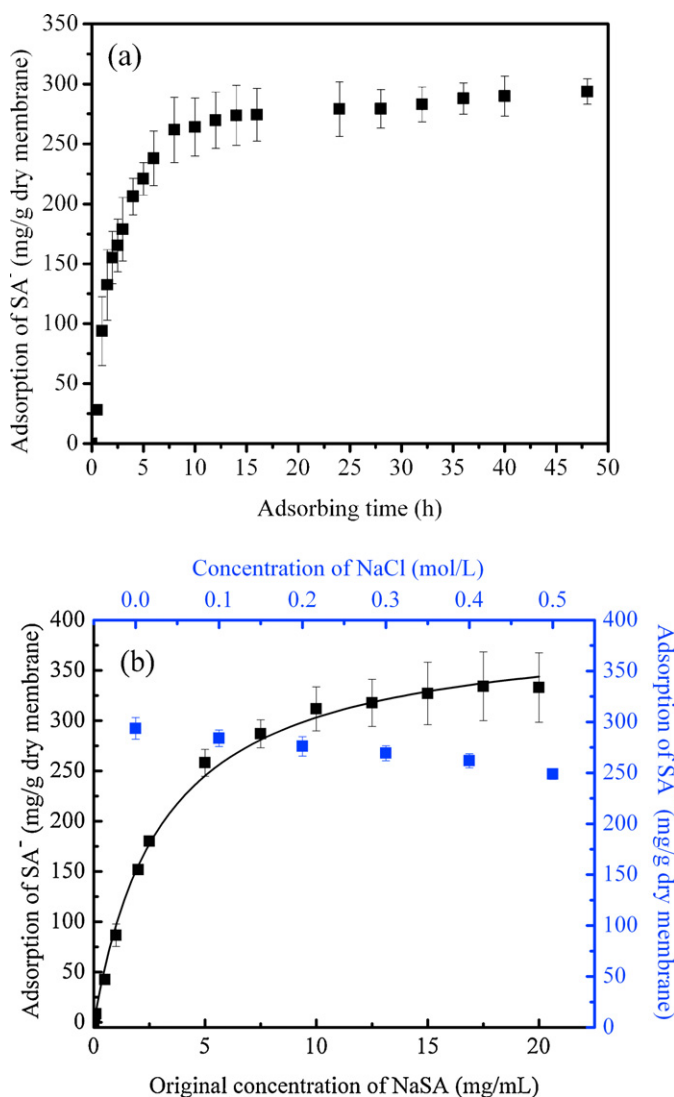 (a)
Adsorption of SA⁻ (mg/g dry membrane)
350
300
250
200
150
100
50
0
0 5 10 15 20 25 30 35 40 45 50
Adsorbing time (h)
Concentration of NaCl (mol/L)
0.0 0.1 0.2 0.3 0.4 0.5
(b)
Adsorption of SA⁻ (mg/g dry membrane)
400
350
300
250
200
150
100
50
0
400
350
300
250
200
150
100
50
0
Adsorption of SA (mg/g dry membrane)
0 5 10 15 20
Original concentration of NaSA (mg/mL)